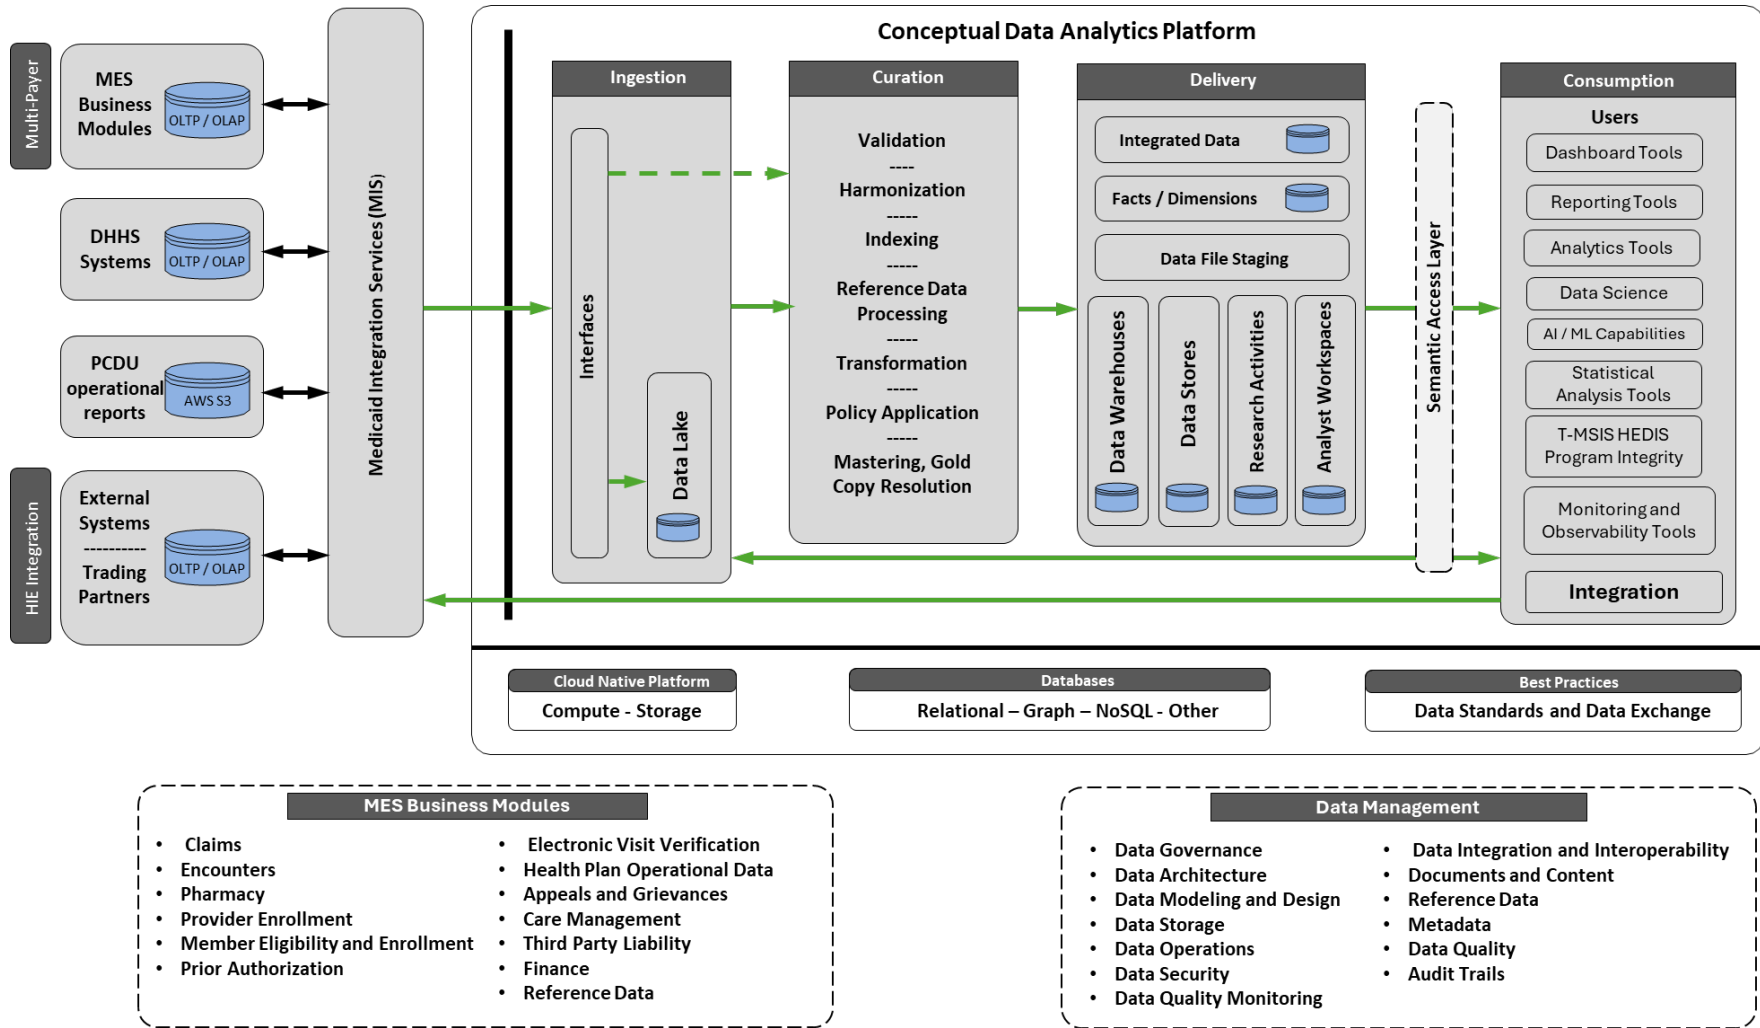 Conceptual Data Analytics Platform
Multi-Payer
MES
Business
Modules
OLTP / OLAP
DHHS
Systems
OLTP / OLAP
PCDU
operational
reports
AWS S3
HIE Integration
External
Systems
----------
Trading
Partners
OLTP / OLAP
Medicaid Integration Services (MIS)
Ingestion
Interfaces
Data Lake
Curation
Validation
----
Harmonization
-----
Indexing
-----
Reference Data
Processing
-----
Transformation
-----
Policy Application
-----
Mastering, Gold
Copy Resolution
Delivery
Integrated Data
Facts / Dimensions
Data File Staging
Data Warehouses
Data Stores
Research Activities
Analyst Workspaces
Semantic Access Layer
Consumption
Users
Dashboard Tools
Reporting Tools
Analytics Tools
Data Science
AI / ML Capabilities
Statistical
Analysis Tools
T-MSIS HEDIS
Program Integrity
Monitoring and
Observability Tools
Integration
Cloud Native Platform
Compute - Storage
Databases
Relational – Graph – NoSQL - Other
Best Practices
Data Standards and Data Exchange
MES Business Modules
• Claims
• Encounters
• Pharmacy
• Provider Enrollment
• Member Eligibility and Enrollment
• Prior Authorization
• Electronic Visit Verification
• Health Plan Operational Data
• Appeals and Grievances
• Care Management
• Third Party Liability
• Finance
• Reference Data
Data Management
• Data Governance
• Data Architecture
• Data Modeling and Design
• Data Storage
• Data Operations
• Data Security
• Data Quality Monitoring
• Data Integration and Interoperability
• Documents and Content
• Reference Data
• Metadata
• Data Quality
• Audit Trails